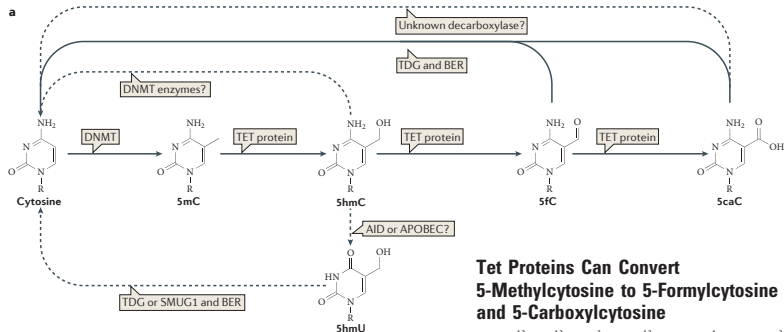 a
Unknown decarboxylase?
TDG and BER
DNMT enzymes?
NH2
N
O
N
R
Cytosine
DNMT
NH2
N
O
N
R
5mC
TET protein
NH2
OH
N
O
N
R
5hmC
TET protein
NH2
O
N
O
N
R
5fC
TET protein
NH2
O
OH
N
O
N
R
5caC
AID or APOBEC?
O
OH
HN
O
N
R
5hmU
TDG or SMUG1 and BER
Tet Proteins Can Convert
5-Methylcytosine to 5-Formylcytosine
and 5-Carboxylcytosine